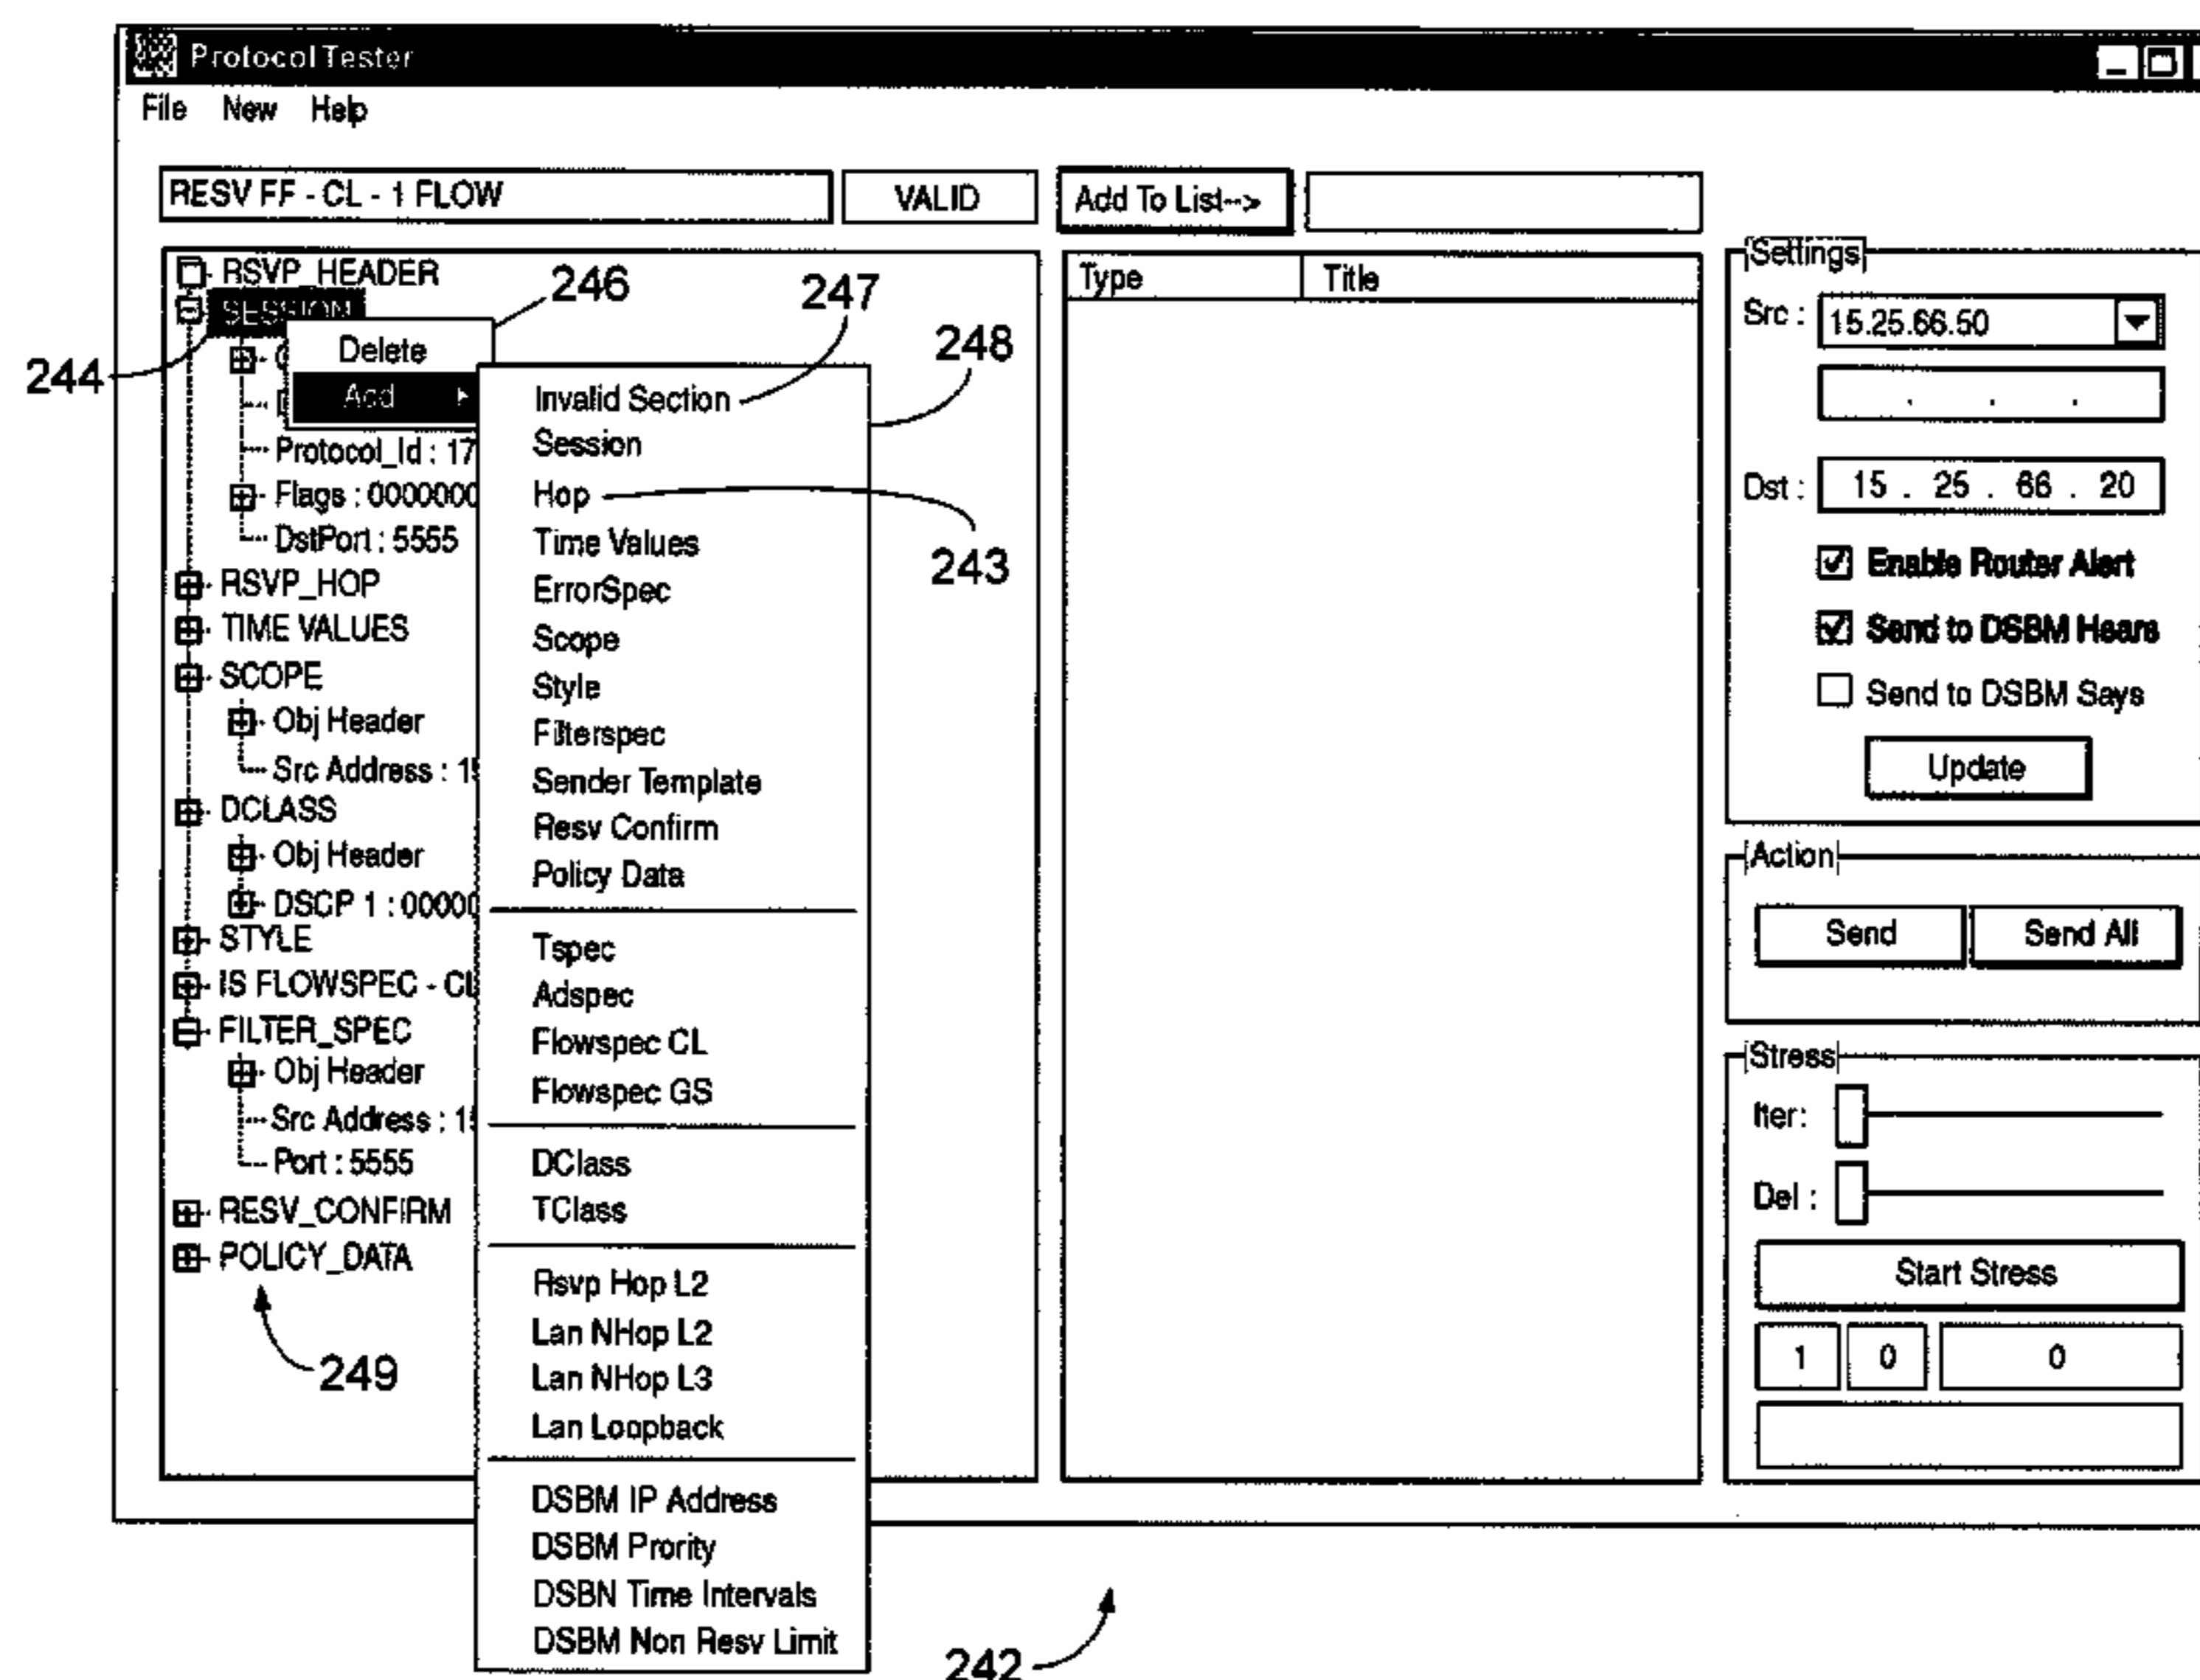 Protocol Tester
File New Help
RESV FF - CL - 1 FLOW
VALID
Add To List-->
RSVP_HEADER
SESSION
Protocol_Id : 17
Flags : 0000000
DstPort : 5555
RSVP_HOP
TIME VALUES
SCOPE
Obj Header
Src Address : 1
DCLASS
Obj Header
DSCP 1 : 00000
STYLE
IS FLOWSPEC - CL
FILTER_SPEC
Obj Header
Src Address : 1
Port : 5555
RESV_CONFIRM
POLICY_DATA
249
244
246
Delete
Add
247
248
Invalid Section
Session
Hop
243
Time Values
ErrorSpec
Scope
Style
Filterspec
Sender Template
Resv Confirm
Policy Data
Tspec
Adspec
Flowspec CL
Flowspec GS
DClass
TClass
Rsvp Hop L2
Lan NHop L2
Lan NHop L3
Lan Loopback
DSBM IP Address
DSBM Prority
DSBN Time Intervals
DSBM Non Resv Limit
242
Type Title
Settings
Src : 15.25.66.50
. . .
Dst : 15 . 25 . 66 . 20
Enable Router Alert
Send to DSBM Hears
Send to DSBM Says
Update
Action
Send Send All
Stress
Iter:
Del :
Start Stress
1 0 0